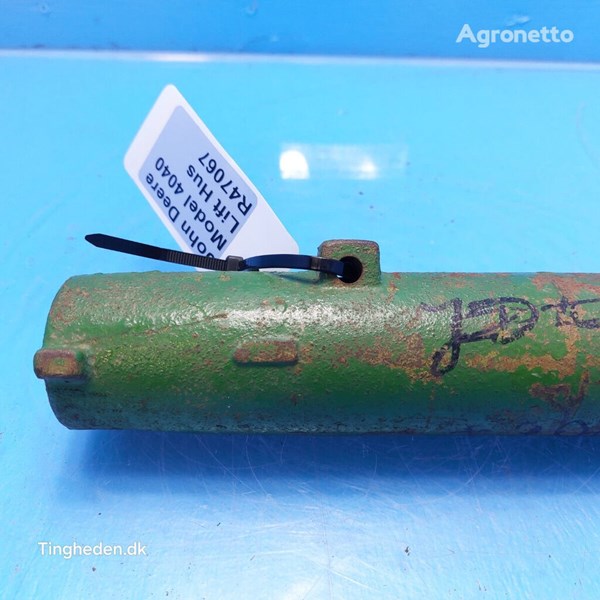 Agronetto
John Deere
Model 4040
Lift Hus
R47067
Tingheden.dk